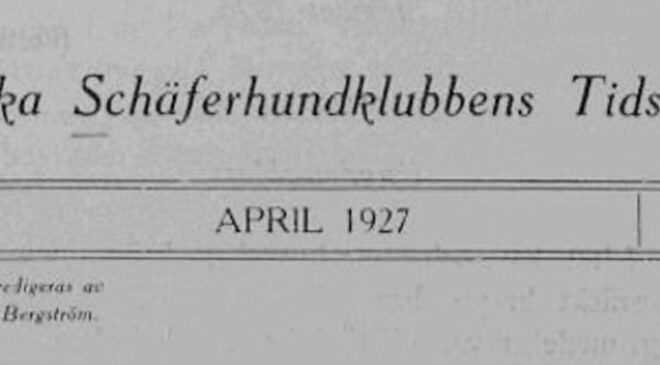 ka Schäferhundklubbens Tids
APRIL 1927
redigeras av
Bergström.